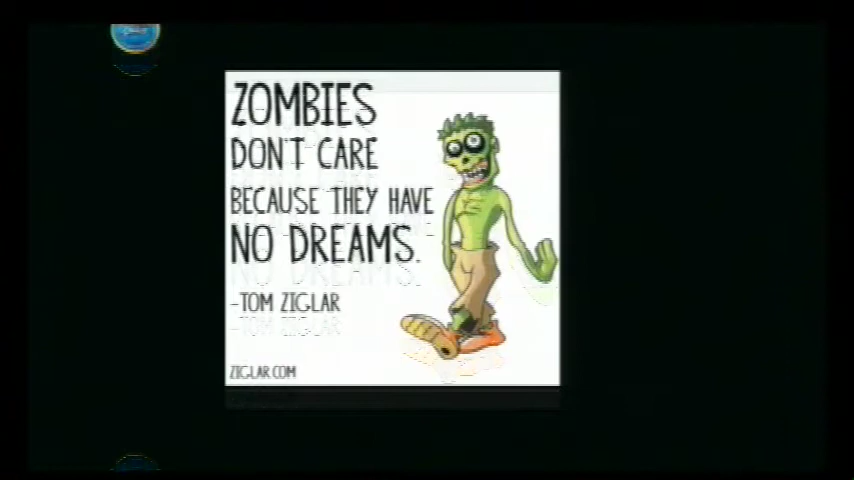 ZOMBIES
DON'T CARE
BECAUSE THEY HAVE
NO DREAMS.
-TOM ZIGLAR
ZIGLAR.COM